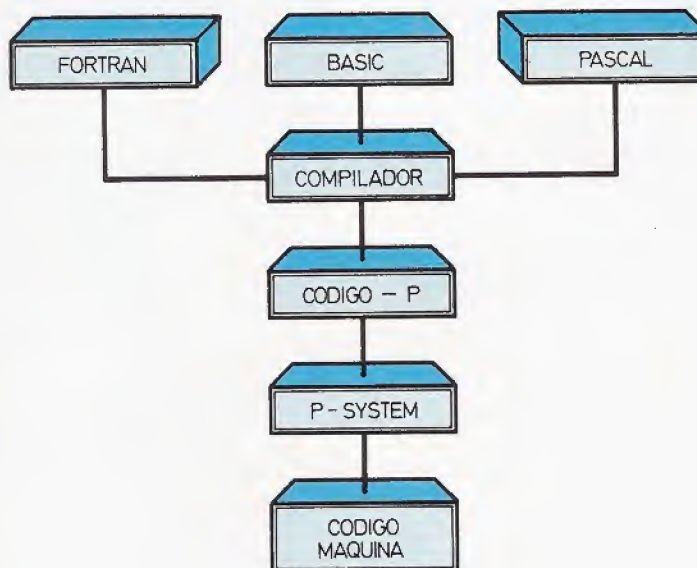 FORTRAN
BASIC
PASCAL
COMPILADOR
CODIGO - P
P - SYSTEM
CODIGO
MAQUINA